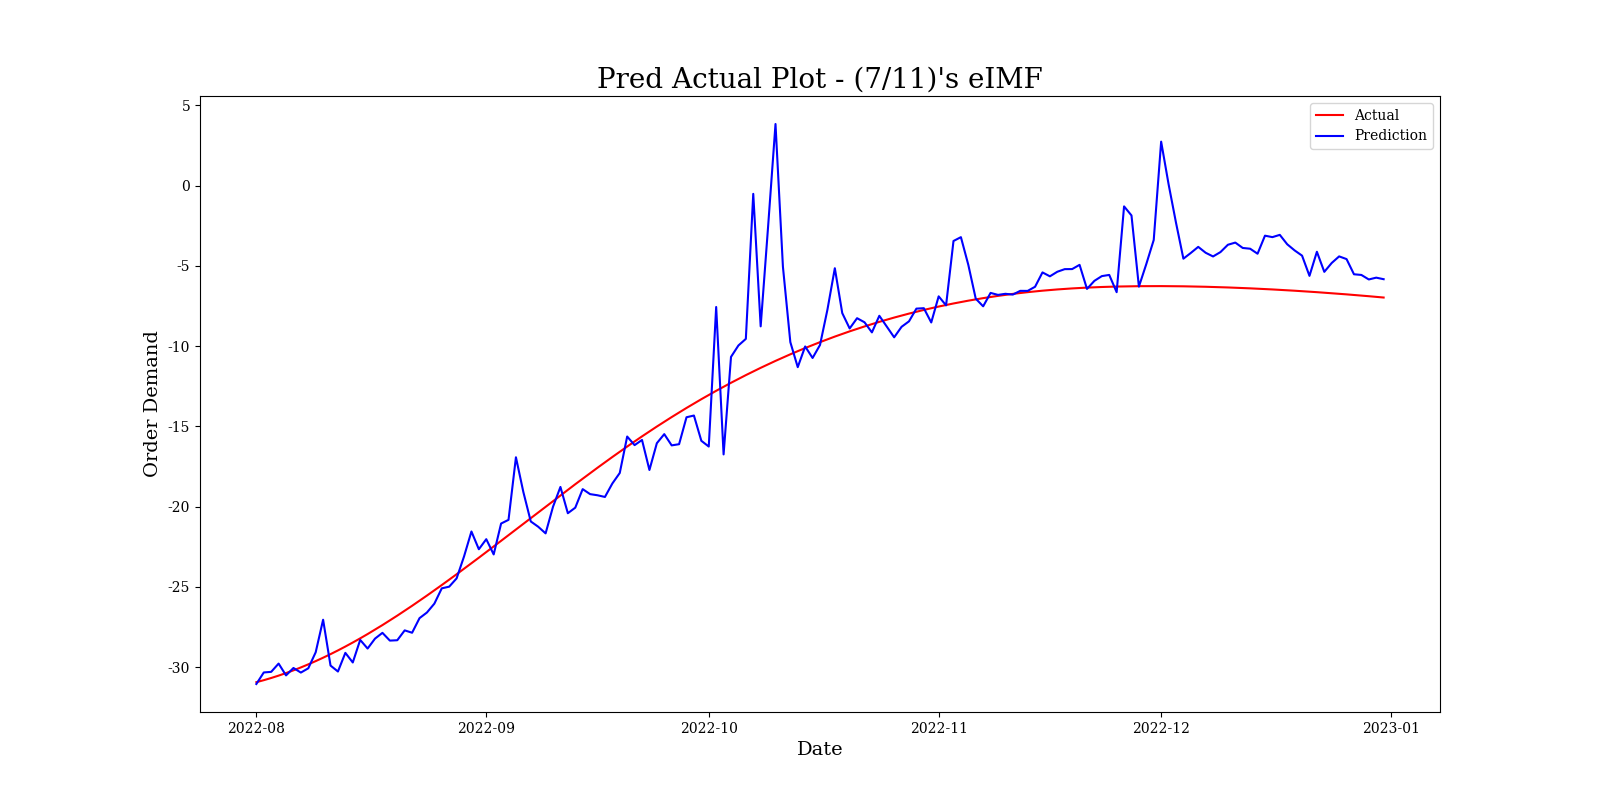 Pred Actual Plot - (7/11)'s eIMF
Actual
Prediction
5
0
-5
-10
-15
-20
-25
-30
Order Demand
2022-08
2022-09
2022-10
2022-11
2022-12
2023-01
Date